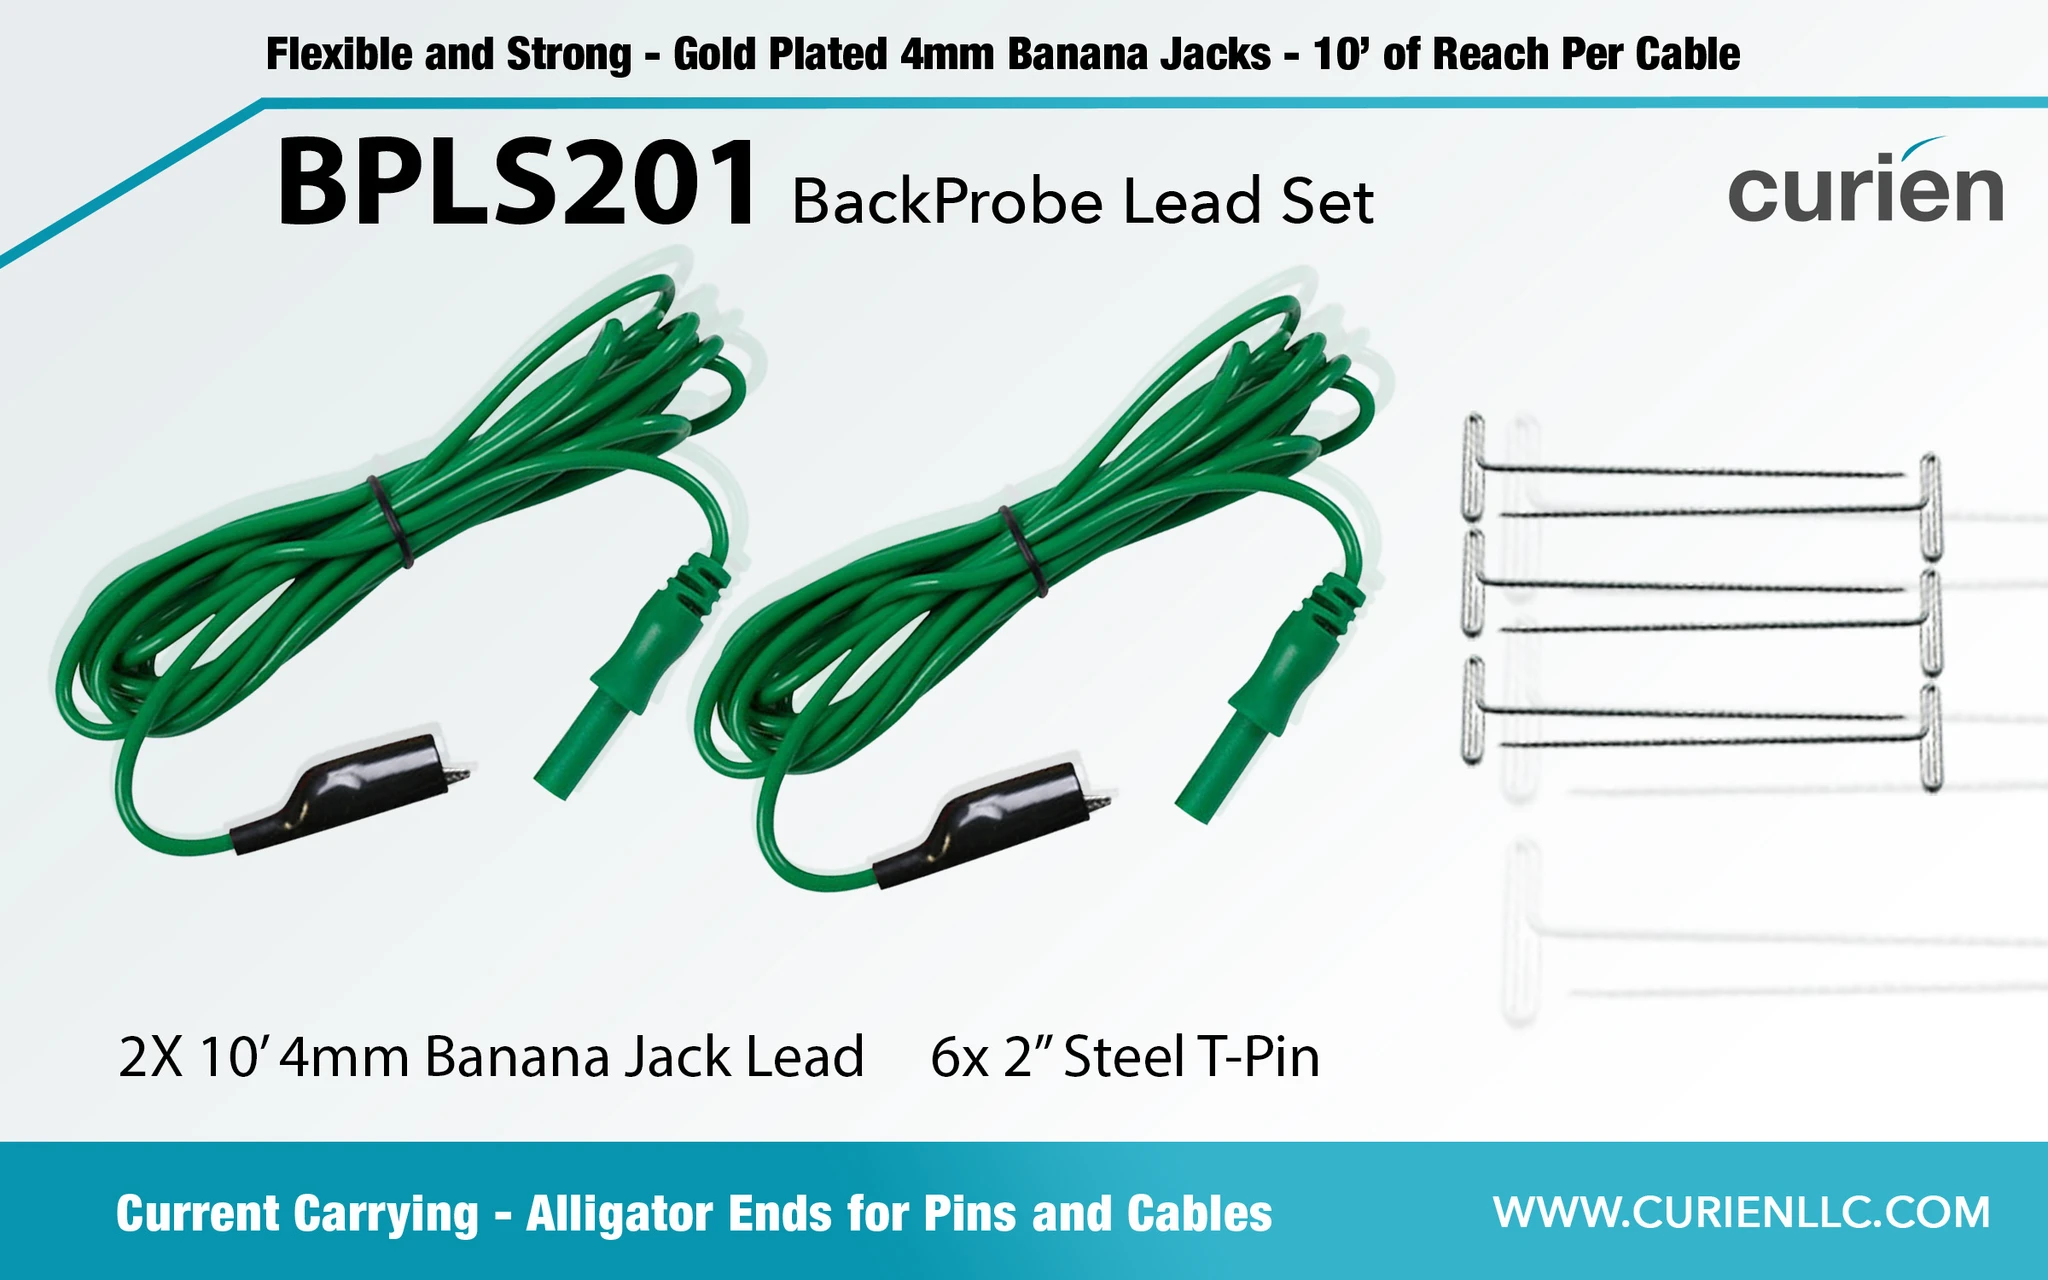 Flexible and Strong - Gold Plated 4mm Banana Jacks - 10’ of Reach Per Cable
BPLS201 BackProbe Lead Set
curien
2X 10’ 4mm Banana Jack Lead
6x 2” Steel T-Pin
Current Carrying - Alligator Ends for Pins and Cables
WWW.CURIENLLC.COM